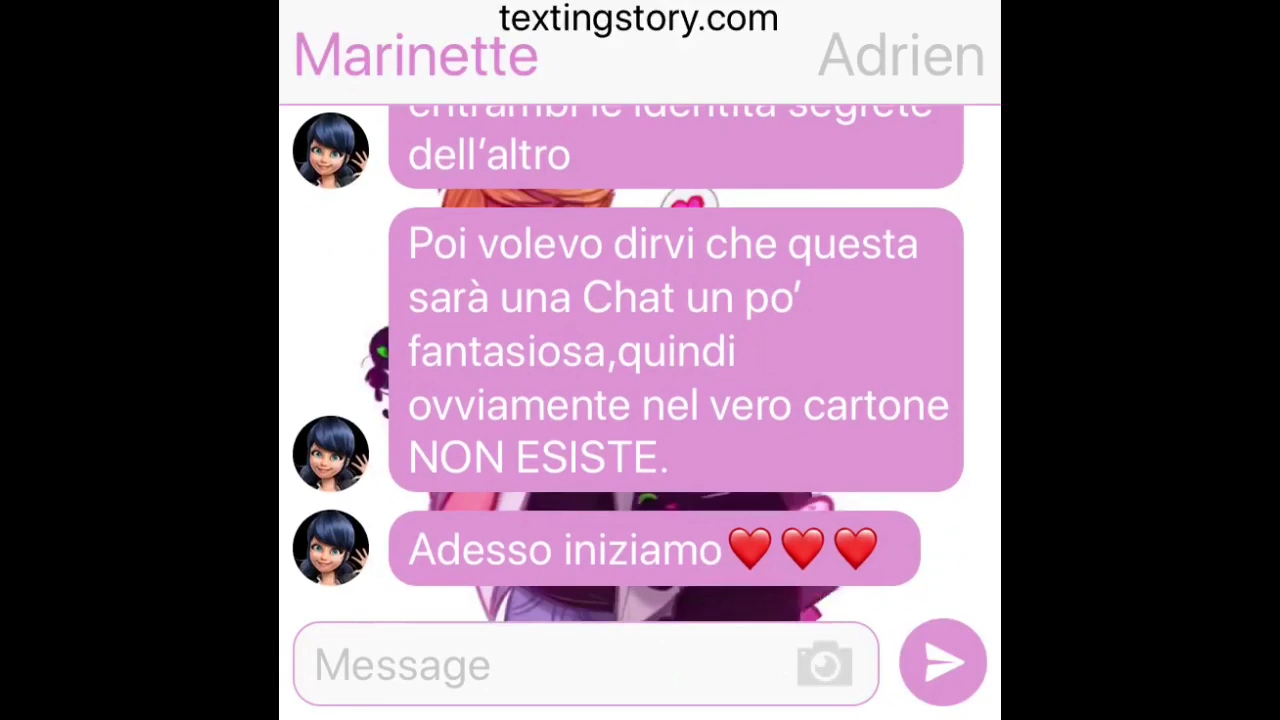 textingstory.com
Marinette Adrien
entrambi le identità segrete
dell’altro
Poi volevo dirvi che questa
sarà una Chat un po’
fantasiosa,quindi
ovviamente nel vero cartone
NON ESISTE.
Adesso iniziamo❤️❤️❤️
Message